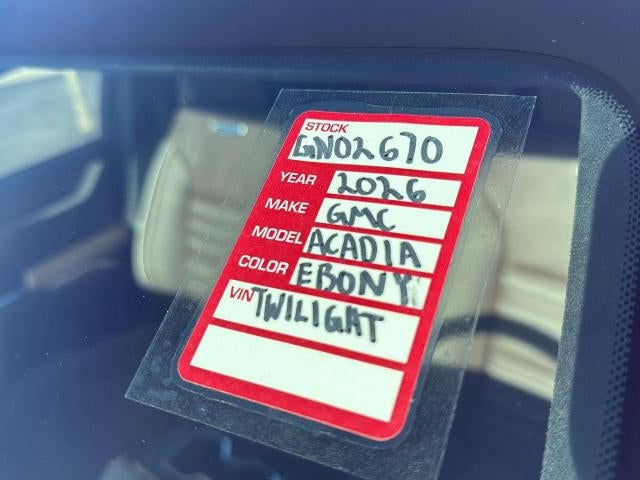 STOCK
GN02670
YEAR 2026
MAKE GMC
MODEL ACADIA
COLOR EBONY
VIN TWILIGHT